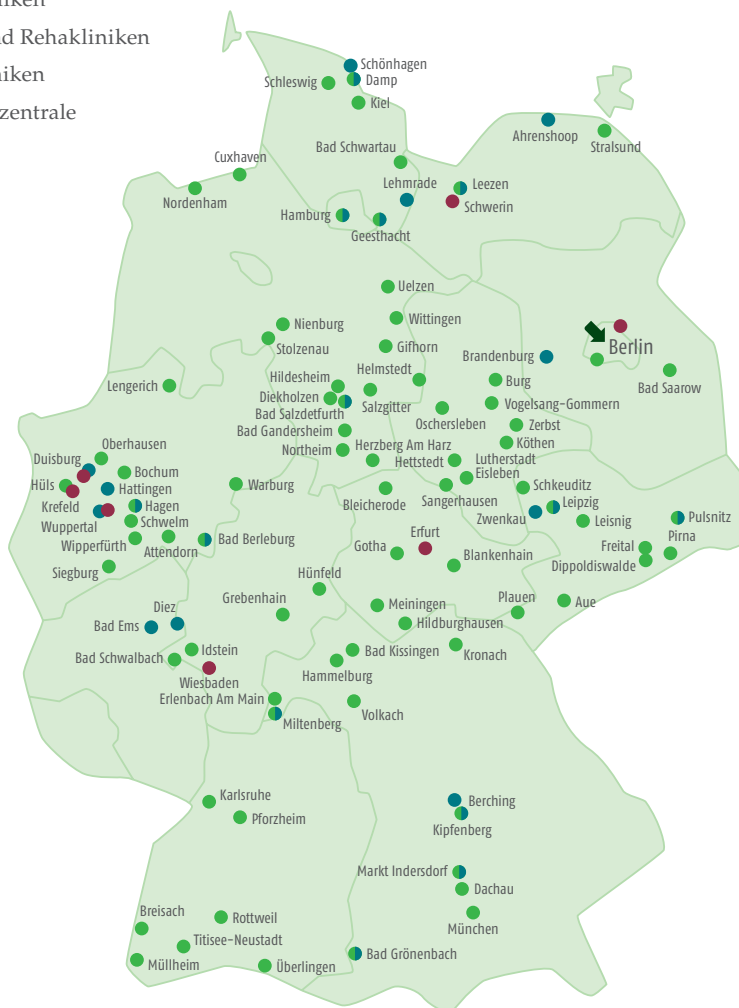 d Rehakliniken
niken
zentrale
Schönhagen
Schleswig
Damp
Kiel
Ahrenshoop
Stralsund
Bad Schwartau
Cuxhaven
Lehmrade
Leezen
Nordenham
Schwerin
Hamburg
Geesthacht
Uelzen
Nienburg
Wittingen
Stolzenau
Gifhorn
Berlin
Brandenburg
Helmstedt
Hildesheim
Burg
Bad Saarow
Lengerich
Diekholzen
Salzgitter
Vogelsang-Gommern
Bad Salzdetfurth
Oschersleben
Zerbst
Bad Gandersheim
Köthen
Oberhausen
Northeim
Herzberg Am Harz
Duisburg
Hettstedt
Lutherstadt
Eisleben
Bochum
Hüls
Hattingen
Warburg
Sangerhausen
Schkeuditz
Bleicherode
Leipzig
Krefeld
Hagen
Zwenkau
Pulsnitz
Wuppertal
Schwelm
Leisnig
Erfurt
Wipperfürth
Attendorn
Bad Berleburg
Gotha
Freital
Pirna
Blankenhain
Dippoldiswalde
Siegburg
Hünfeld
Grebenhain
Meiningen
Plauen
Aue
Diez
Hildburghausen
Bad Ems
Idstein
Bad Kissingen
Kronach
Bad Schwalbach
Hammelburg
Wiesbaden
Erlenbach Am Main
Volkach
Miltenberg
Karlsruhe
Berching
Pforzheim
Kipfenberg
Markt Indersdorf
Dachau
Breisach
Rottweil
München
Titisee-Neustadt
Bad Grönenbach
Müllheim
Überlingen